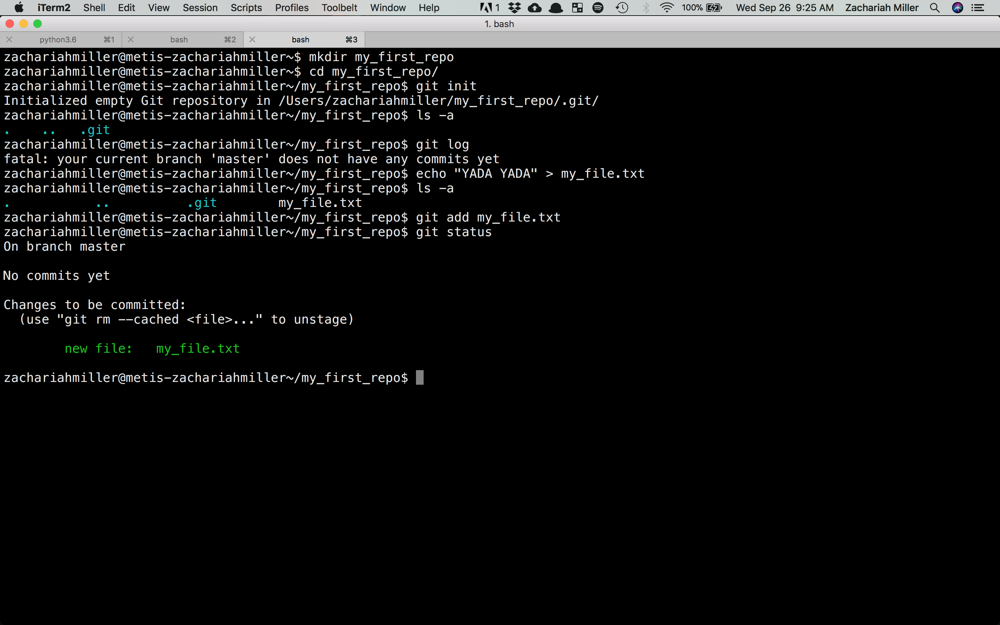 iTerm2 Shell Edit View Session Scripts Profiles Toolbelt Window Help 1 100% Wed Sep 26 9:25 AM Zachariah Miller
1. bash
python3.6 ⌘1 bash ⌘2 bash ⌘3
zachariahmiller@metis-zachariahmiller~$ mkdir my_first_repo
zachariahmiller@metis-zachariahmiller~$ cd my_first_repo/
zachariahmiller@metis-zachariahmiller~/my_first_repo$ git init
Initialized empty Git repository in /Users/zachariahmiller/my_first_repo/.git/
zachariahmiller@metis-zachariahmiller~/my_first_repo$ ls -a
. .. .git
zachariahmiller@metis-zachariahmiller~/my_first_repo$ git log
fatal: your current branch 'master' does not have any commits yet
zachariahmiller@metis-zachariahmiller~/my_first_repo$ echo "YADA YADA" > my_file.txt
zachariahmiller@metis-zachariahmiller~/my_first_repo$ ls -a
. .. .git my_file.txt
zachariahmiller@metis-zachariahmiller~/my_first_repo$ git add my_file.txt
zachariahmiller@metis-zachariahmiller~/my_first_repo$ git status
On branch master
No commits yet
Changes to be committed:
(use "git rm --cached <file>..." to unstage)
new file: my_file.txt
zachariahmiller@metis-zachariahmiller~/my_first_repo$